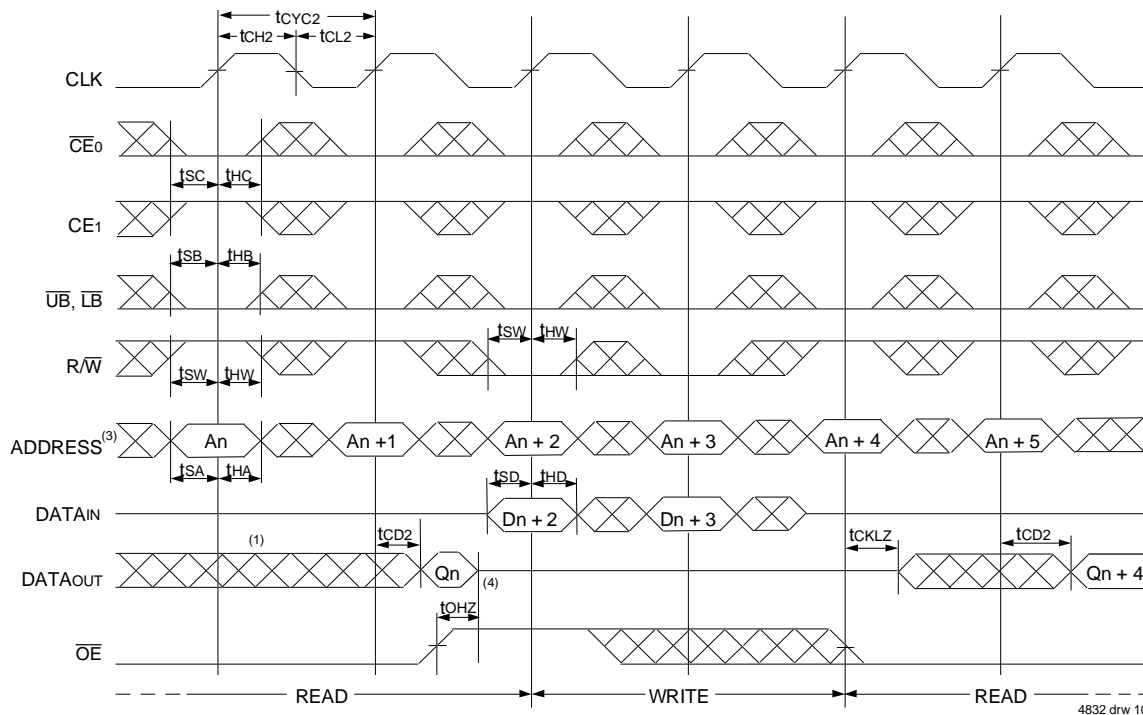 tCYC2
tCH2 tCL2
CLK
CE0
tSC tHC
CE1
tSB tHB
UB, LB
tSW tHW
R/W
tSW tHW
ADDRESS(3) An An +1 An + 2 An + 3 An + 4 An + 5
tSA tHA tSD tHD
DATAIN Dn + 2 Dn + 3
(1) tCD2 tCKLZ tCD2
DATAOUT Qn (4) Qn + 4
tOHZ
OE
READ WRITE READ
4832 drw 10